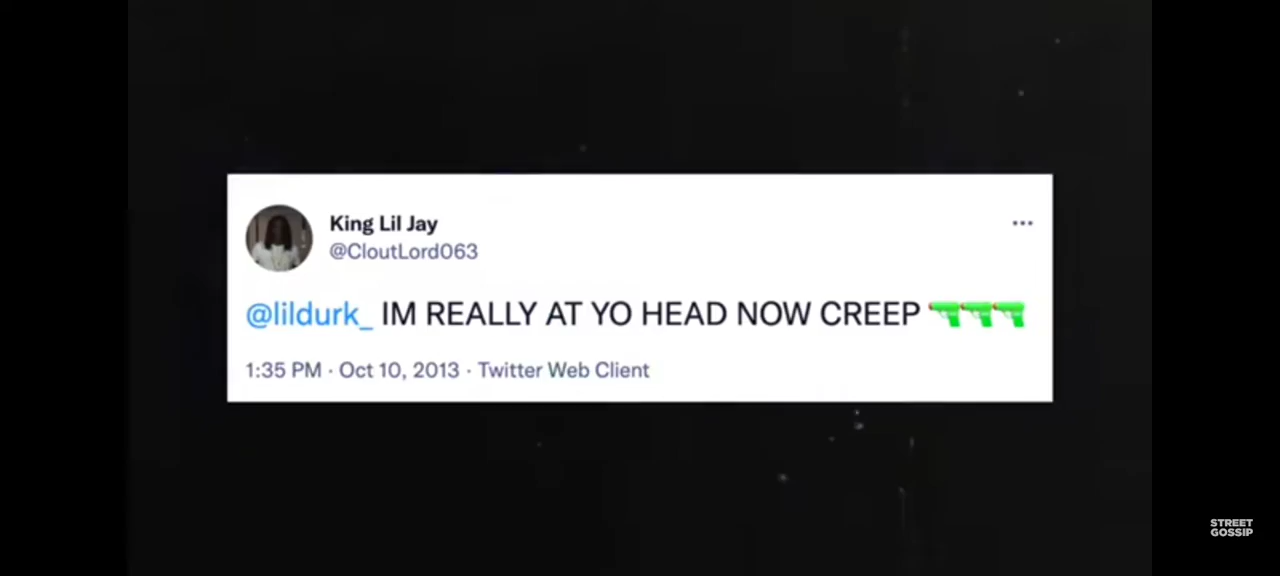 King Lil Jay
@CloutLord063
@lildurk_ IM REALLY AT YO HEAD NOW CREEP 🔫🔫🔫
1:35 PM · Oct 10, 2013 · Twitter Web Client
STREET
GOSSIP